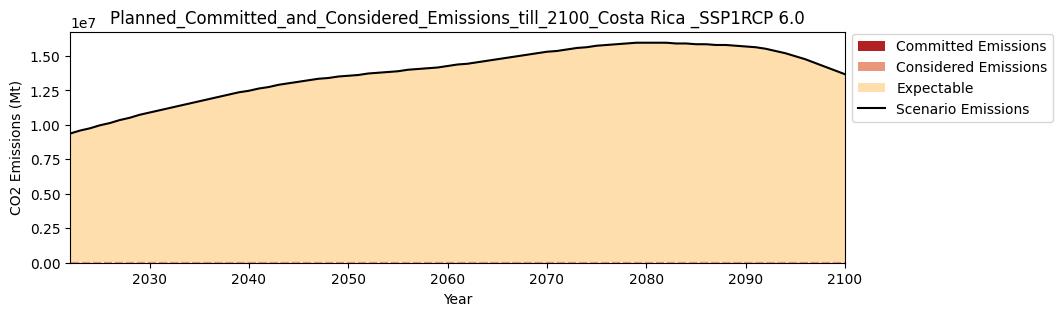 Planned_Committed_and_Considered_Emissions_till_2100_Costa Rica _SSP1RCP 6.0
1e7
1.50
1.25
1.00
0.75
0.50
0.25
0.00
CO2 Emissions (Mt)
2030 2040 2050 2060 2070 2080 2090 2100
Year
Committed Emissions
Considered Emissions
Expectable
Scenario Emissions